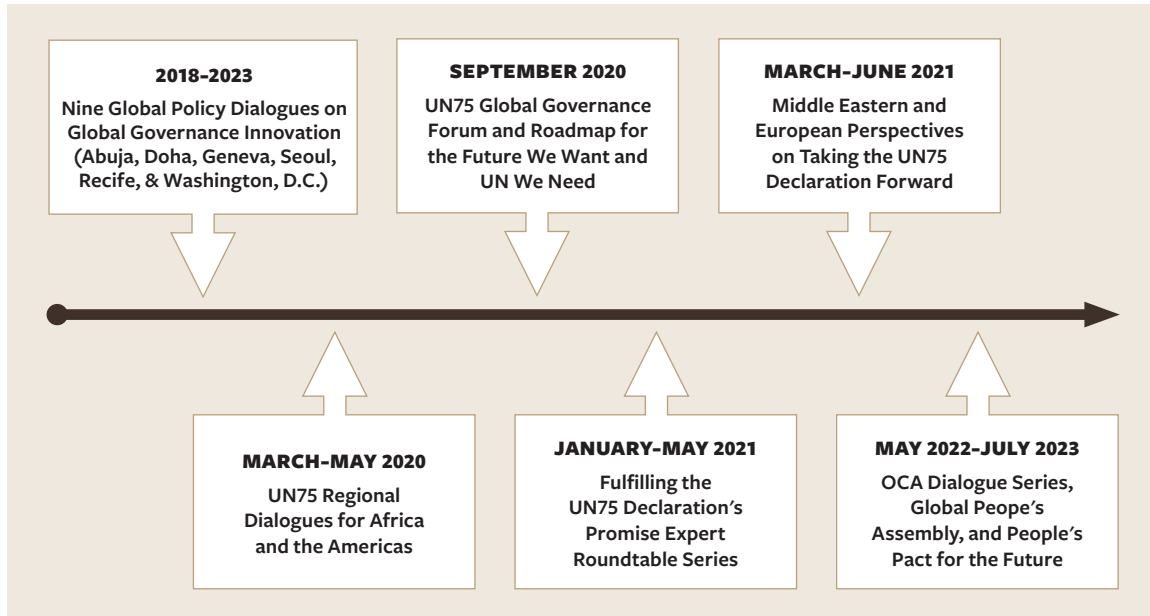 2018–2023
Nine Global Policy Dialogues on
Global Governance Innovation
(Abuja, Doha, Geneva, Seoul,
Recife, & Washington, D.C.)
SEPTEMBER 2020
UN75 Global Governance
Forum and Roadmap for
the Future We Want and
UN We Need
MARCH–JUNE 2021
Middle Eastern and
European Perspectives
on Taking the UN75
Declaration Forward
MARCH–MAY 2020
UN75 Regional
Dialogues for Africa
and the Americas
JANUARY–MAY 2021
Fulfilling the
UN75 Declaration's
Promise Expert
Roundtable Series
MAY 2022–JULY 2023
OCA Dialogue Series,
Global Peope's
Assembly, and People's
Pact for the Future